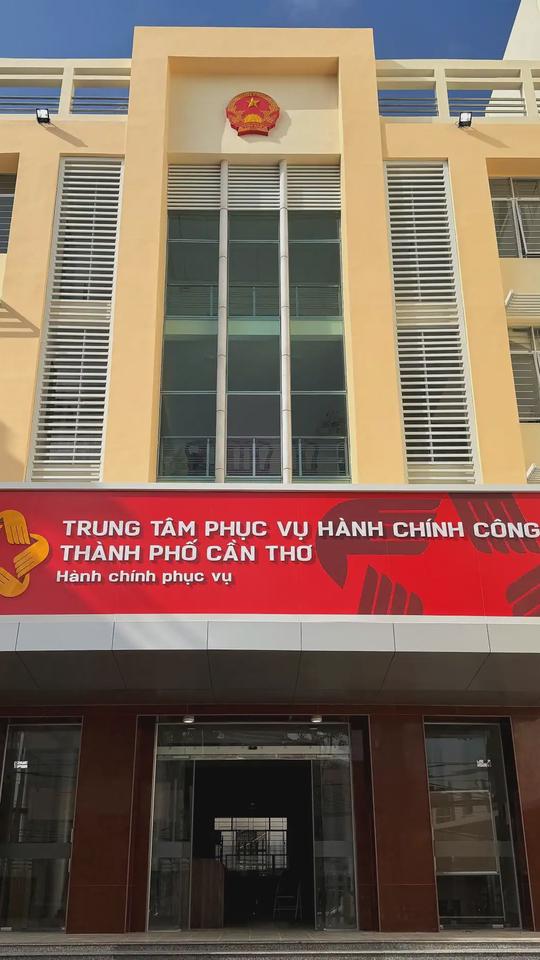 TRUNG TÂM PHỤC VỤ HÀNH CHÍNH CÔNG
THÀNH PHỐ CẦN THƠ
Hành chính phục vụ